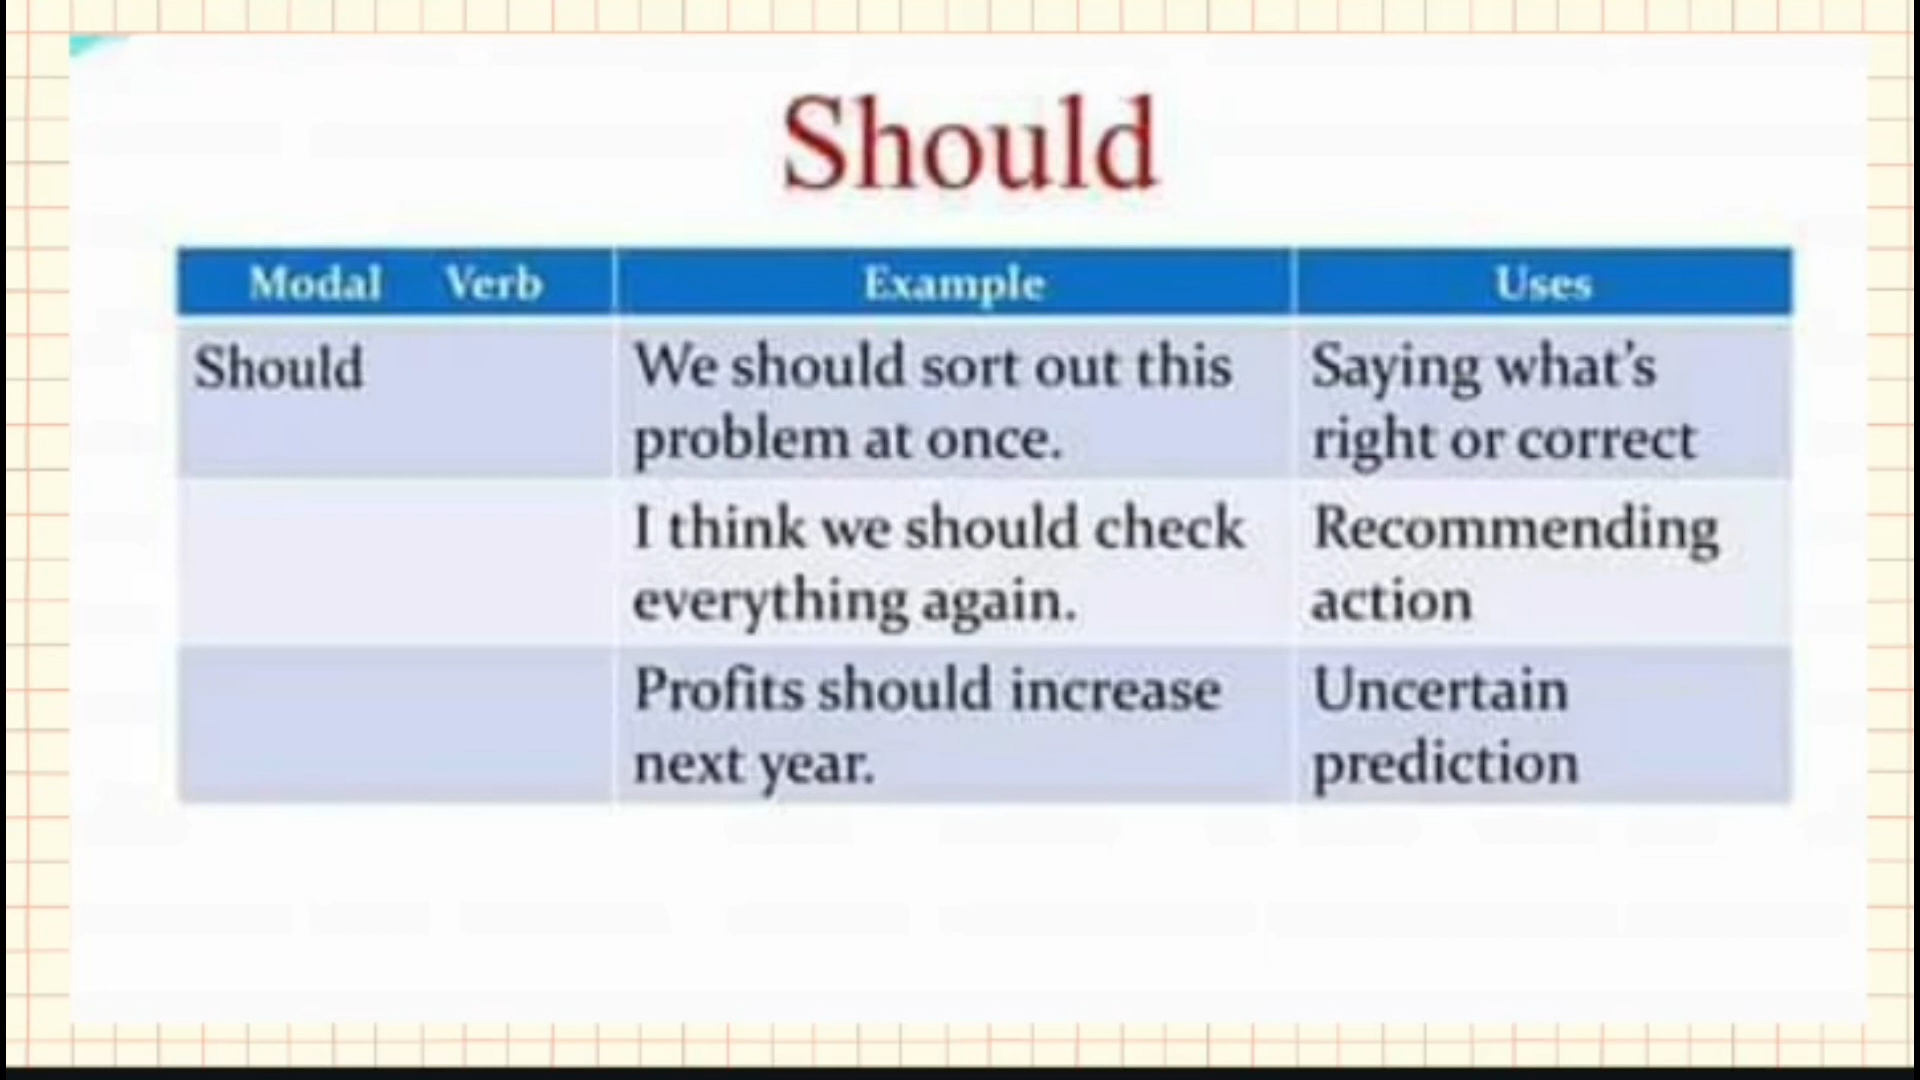 Should
Modal Verb Example Uses
Should We should sort out this Saying what's
problem at once. right or correct
I think we should check Recommending
everything again. action
Profits should increase Uncertain
next year. prediction